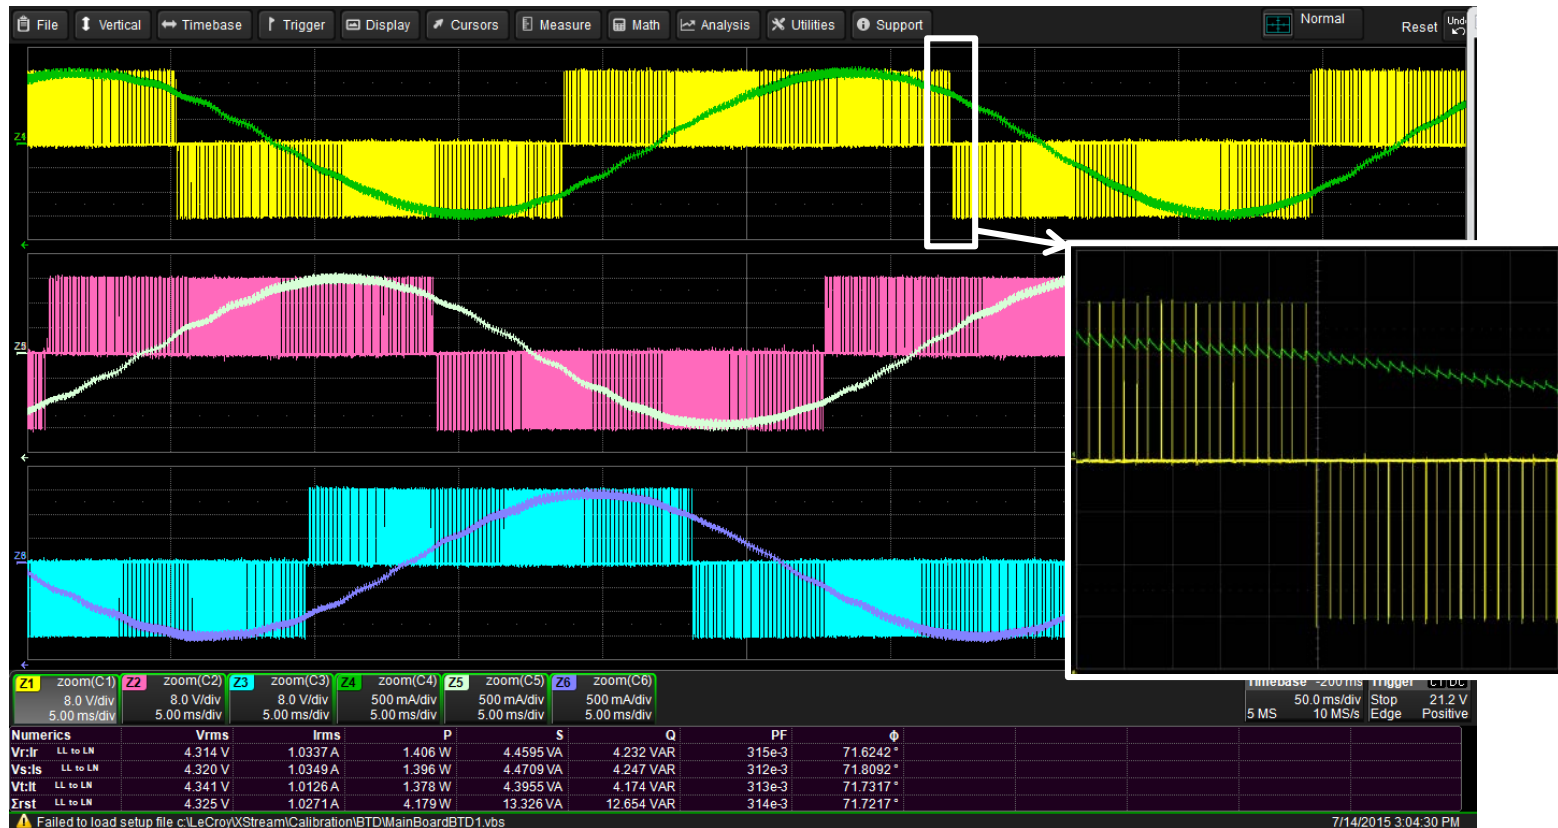 File Vertical Timebase Trigger Display Cursors Measure Math Analysis Utilities Support Normal Reset Undo
Z4
Z5
Z6
Z1 zoom(C1) Z2 zoom(C2) Z3 zoom(C3) Z4 zoom(C4) Z5 zoom(C5) Z6 zoom(C6) Timebase -200 ms Trigger C1 DC
8.0 V/div 8.0 V/div 8.0 V/div 500 mA/div 500 mA/div 500 mA/div 50.0 ms/div Stop 21.2 V
5.00 ms/div 5.00 ms/div 5.00 ms/div 5.00 ms/div 5.00 ms/div 5.00 ms/div 5 MS 10 MS/s Edge Positive
Numerics Vrms Irms P S Q PF ϕ
Vr:Ir LL to LN 4.314 V 1.0337 A 1.406 W 4.4595 VA 4.232 VAR 315e-3 71.6242 °
Vs:Is LL to LN 4.320 V 1.0349 A 1.396 W 4.4709 VA 4.247 VAR 312e-3 71.8092 °
Vt:It LL to LN 4.341 V 1.0126 A 1.378 W 4.3955 VA 4.174 VAR 313e-3 71.7317 °
Σrst LL to LN 4.325 V 1.0271 A 4.179 W 13.326 VA 12.654 VAR 314e-3 71.7217 °
Failed to load setup file c:\LeCroy\XStream\Calibration\BTD\MainBoardBTD1.vbs 7/14/2015 3:04:30 PM